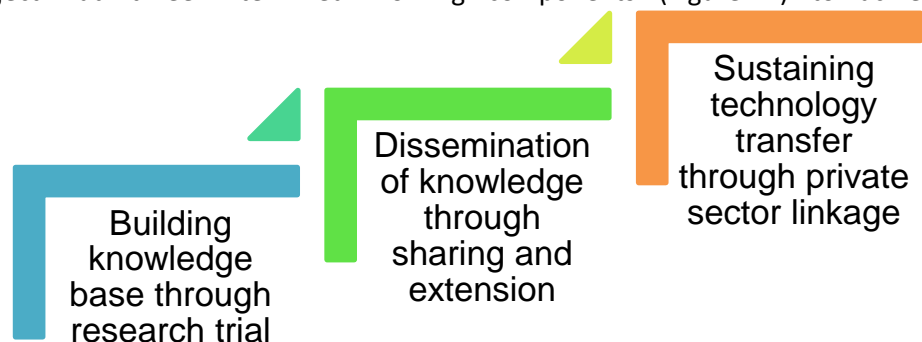 Building
knowledge
base through
research trial
Dissemination
of knowledge
through
sharing and
extension
Sustaining
technology
transfer
through private
sector linkage